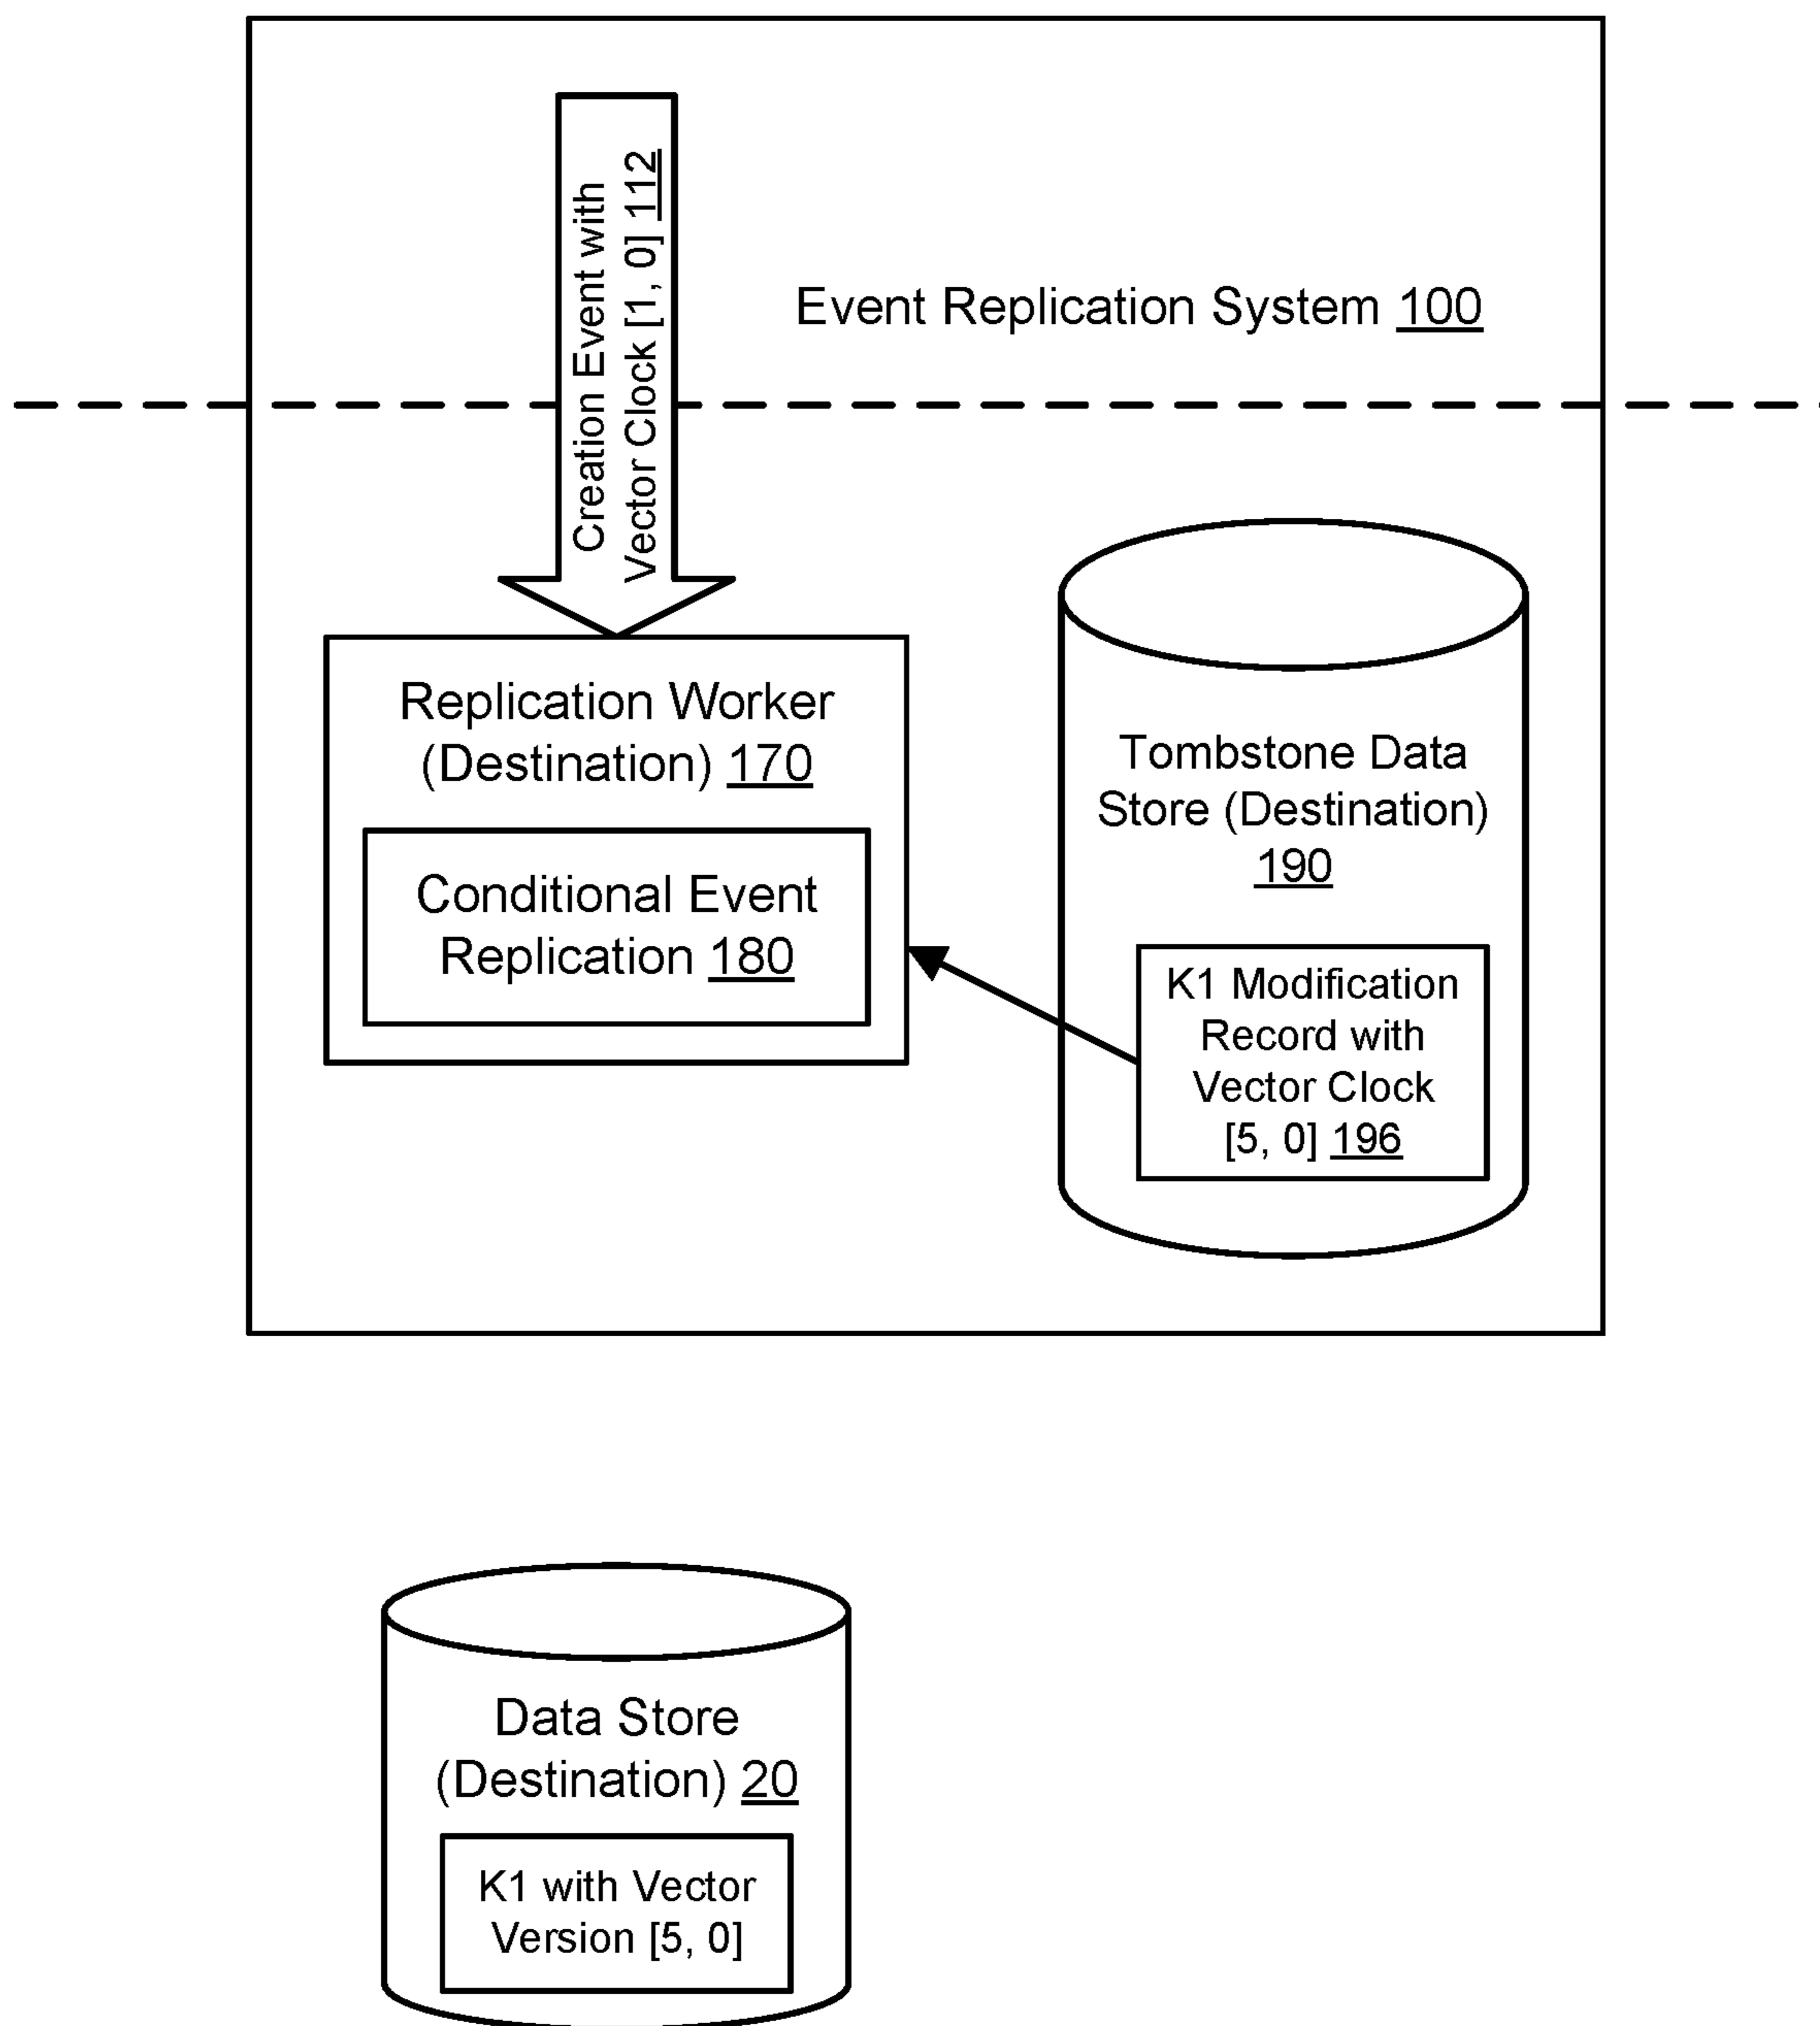 Creation Event with
Vector Clock [1, 0] 112
Event Replication System 100
Replication Worker
(Destination) 170
Conditional Event
Replication 180
Tombstone Data
Store (Destination)
190
K1 Modification
Record with
Vector Clock
[5, 0] 196
Data Store
(Destination) 20
K1 with Vector
Version [5, 0]